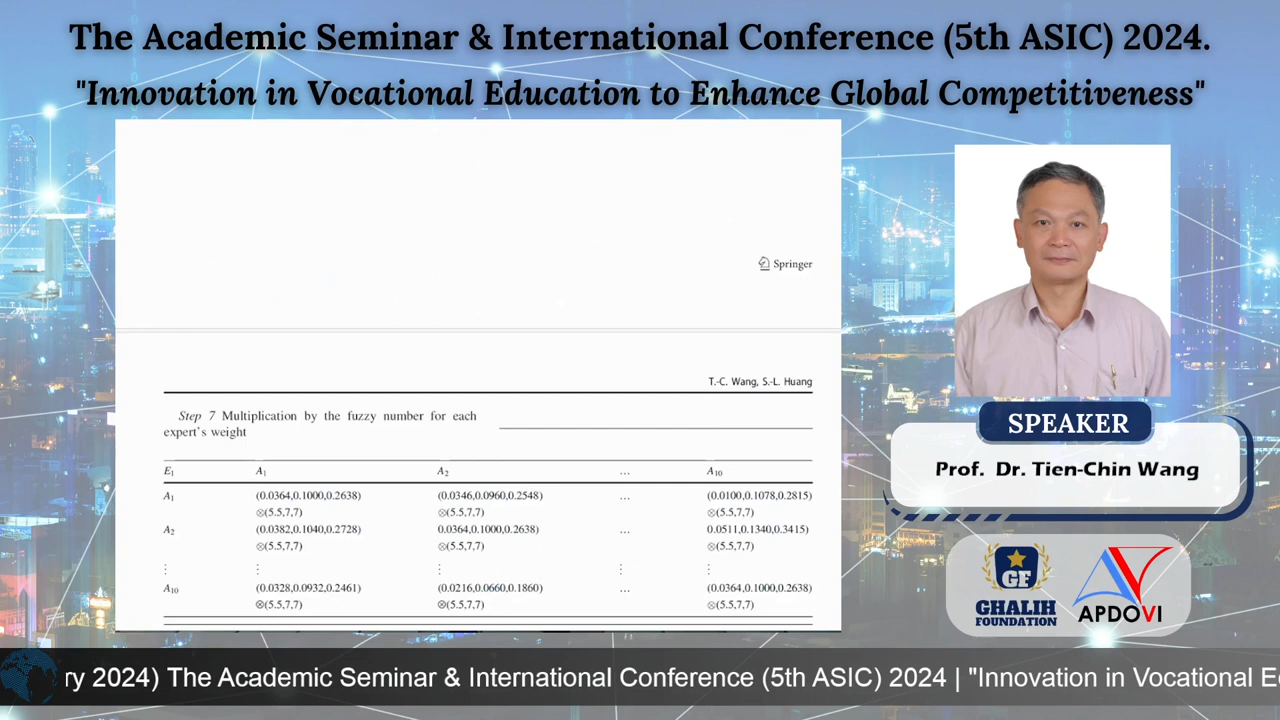 The Academic Seminar & International Conference (5th ASIC) 2024.
"Innovation in Vocational Education to Enhance Global Competitiveness"
Springer
T.-C. Wang, S.-L. Huang
Step 7 Multiplication by the fuzzy number for each
expert's weight
E1 A1 A2 ... A10
A1 (0.0364,0.1000,0.2638) (0.0346,0.0960,0.2548) ... (0.0100,0.1078,0.2815)
⊗(5.5,7,7) ⊗(5.5,7,7) ⊗(5.5,7,7)
A2 (0.0382,0.1040,0.2728) 0.0364,0.1000,0.2638) ... 0.0511,0.1340,0.3415)
⊗(5.5,7,7) ⊗(5.5,7,7) ⊗(5.5,7,7)
⋮ ⋮ ⋮ ⋮ ⋮
A10 (0.0328,0.0932,0.2461) (0.0216,0.0660,0.1860) ... (0.0364,0.1000,0.2638)
⊗(5.5,7,7) ⊗(5.5,7,7) ⊗(5.5,7,7)
SPEAKER
Prof. Dr. Tien-Chin Wang
GF
GHALIH
FOUNDATION
APDOVI
ry 2024) The Academic Seminar & International Conference (5th ASIC) 2024 | "Innovation in Vocational E